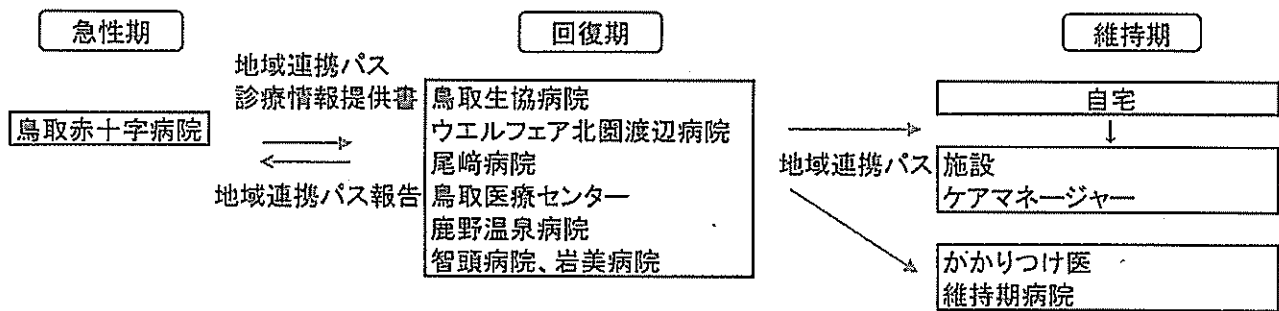 急性期
回復期
維持期
地域連携パス
診療情報提供書
鳥取赤十字病院
地域連携パス報告
鳥取生協病院
ウエルフェア北園渡辺病院
尾﨑病院
鳥取医療センター
鹿野温泉病院
智頭病院、岩美病院
地域連携パス
自宅
施設
ケアマネージャー
かかりつけ医
維持期病院